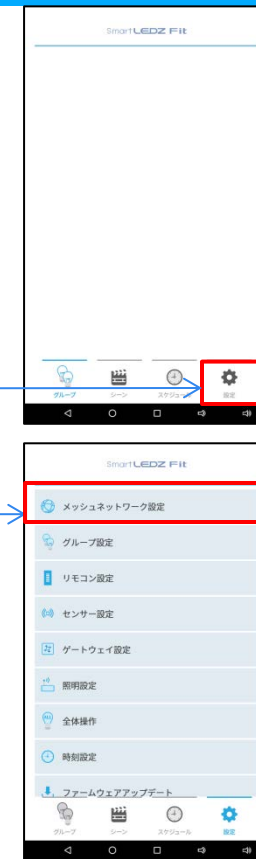 Smart LEDZ Fit
グループ
シーン
スケジュール
設定
Smart LEDZ Fit
メッシュネットワーク設定
グループ設定
リモコン設定
センサー設定
ゲートウェイ設定
照明設定
全体操作
時刻設定
ファームウェアアップデート
グループ
シーン
スケジュール
設定